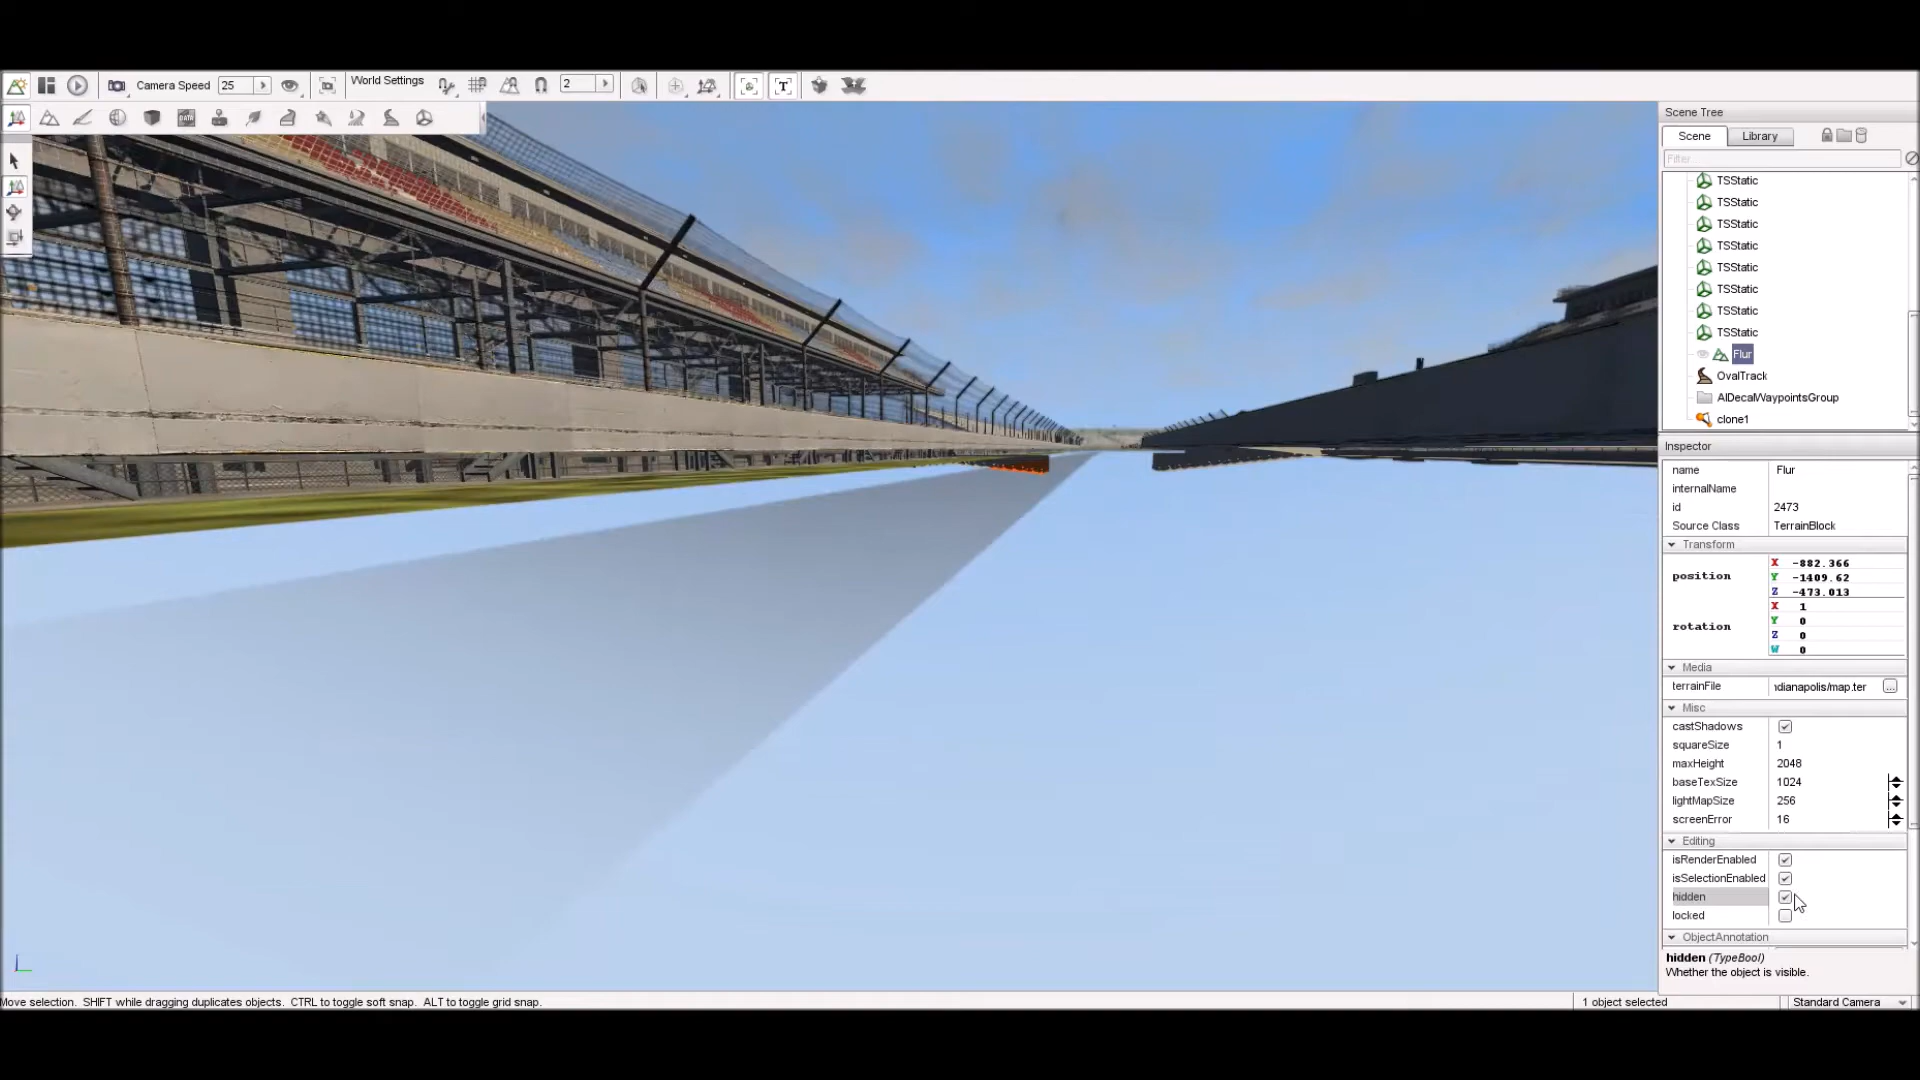 Camera Speed 25 World Settings 2 T
DATA
Scene Tree
Scene Library
Filter
TSStatic
TSStatic
TSStatic
TSStatic
TSStatic
TSStatic
TSStatic
TSStatic
Flur
OvalTrack
AIDecalWaypointsGroup
clone1
Inspector
name Flur
internalName
id 2473
Source Class TerrainBlock
Transform
position X -882.366
Y -1409.62
Z -473.013
rotation X 1
Y 0
Z 0
W 0
Media
terrainFile ndianapolis/map.ter ...
Misc
castShadows
squareSize 1
maxHeight 2048
baseTexSize 1024
lightMapSize 256
screenError 16
Editing
isRenderEnabled
isSelectionEnabled
hidden
locked
ObjectAnnotation
hidden (TypeBool)
Whether the object is visible.
Move selection. SHIFT while dragging duplicates objects. CTRL to toggle soft snap. ALT to toggle grid snap. 1 object selected Standard Camera